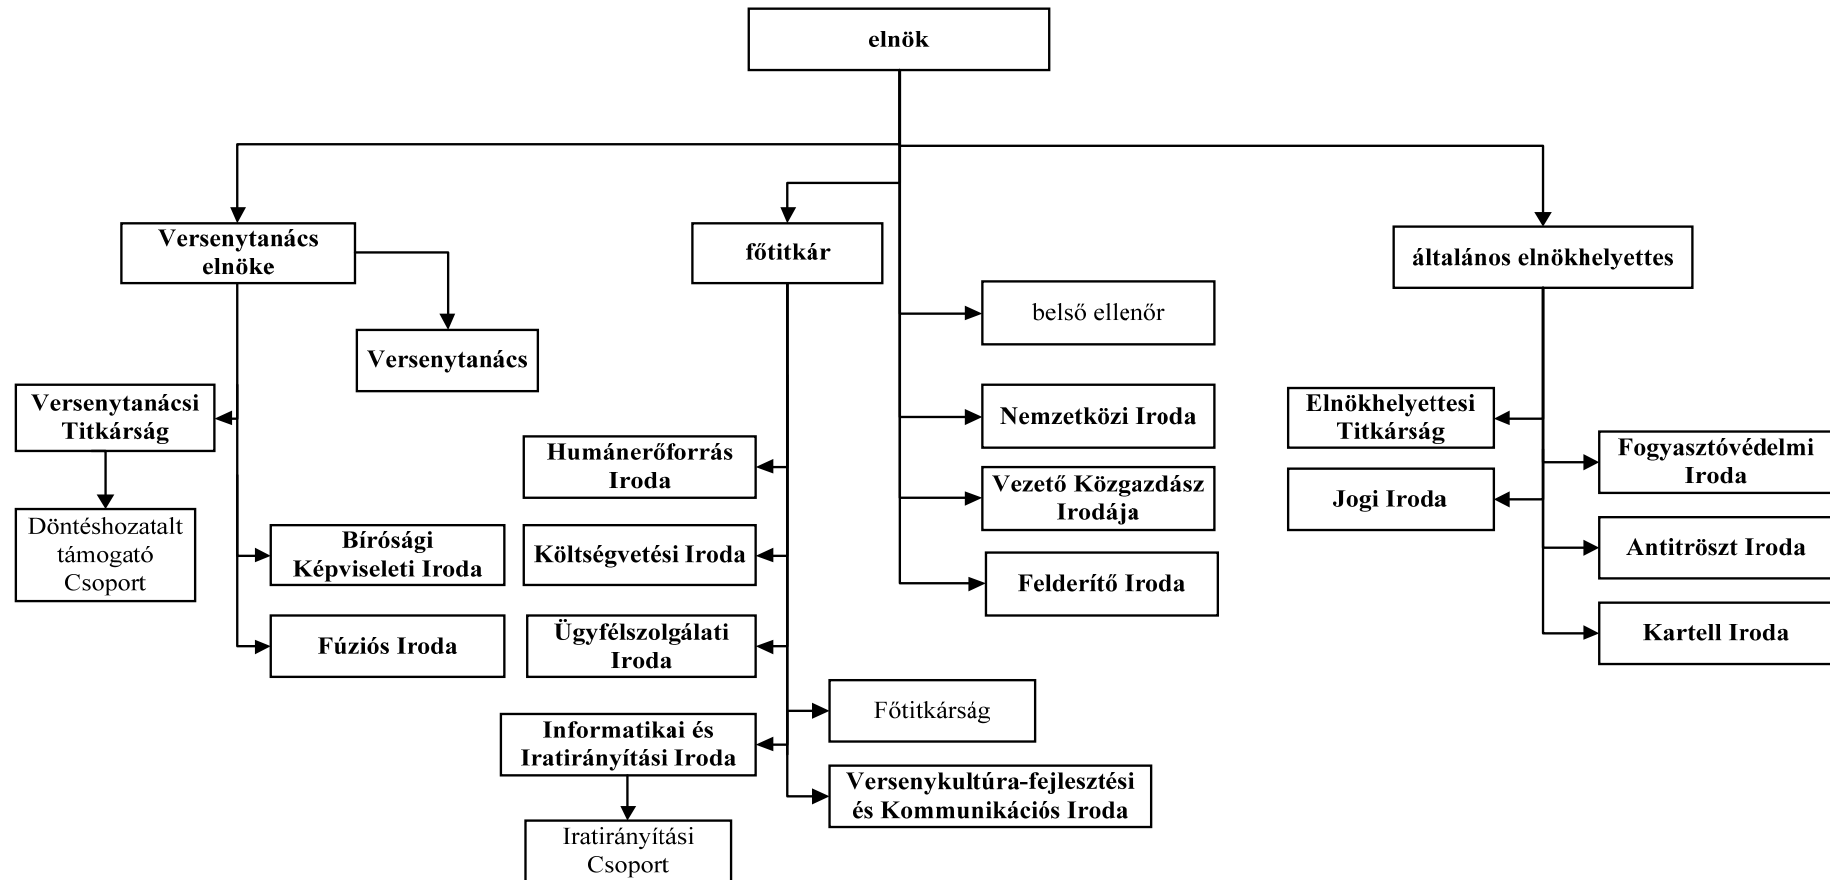 elnök
Versenytanács
elnöke
főtitkár
általános elnökhelyettes
belső ellenőr
Versenytanács
Versenytanácsi
Titkárság
Nemzetközi Iroda
Elnökhelyettesi
Titkárság
Humánerőforrás
Iroda
Fogyasztóvédelmi
Iroda
Vezető Közgazdász
Irodája
Jogi Iroda
Döntéshozatalt
támogató
Csoport
Bírósági
Képviseleti Iroda
Költségvetési Iroda
Antitröszt Iroda
Felderítő Iroda
Fúziós Iroda
Ügyfélszolgálati
Iroda
Kartell Iroda
Főtitkárság
Informatikai és
Iratirányítási Iroda
Versenykultúra-fejlesztési
és Kommunikációs Iroda
Iratirányítási
Csoport